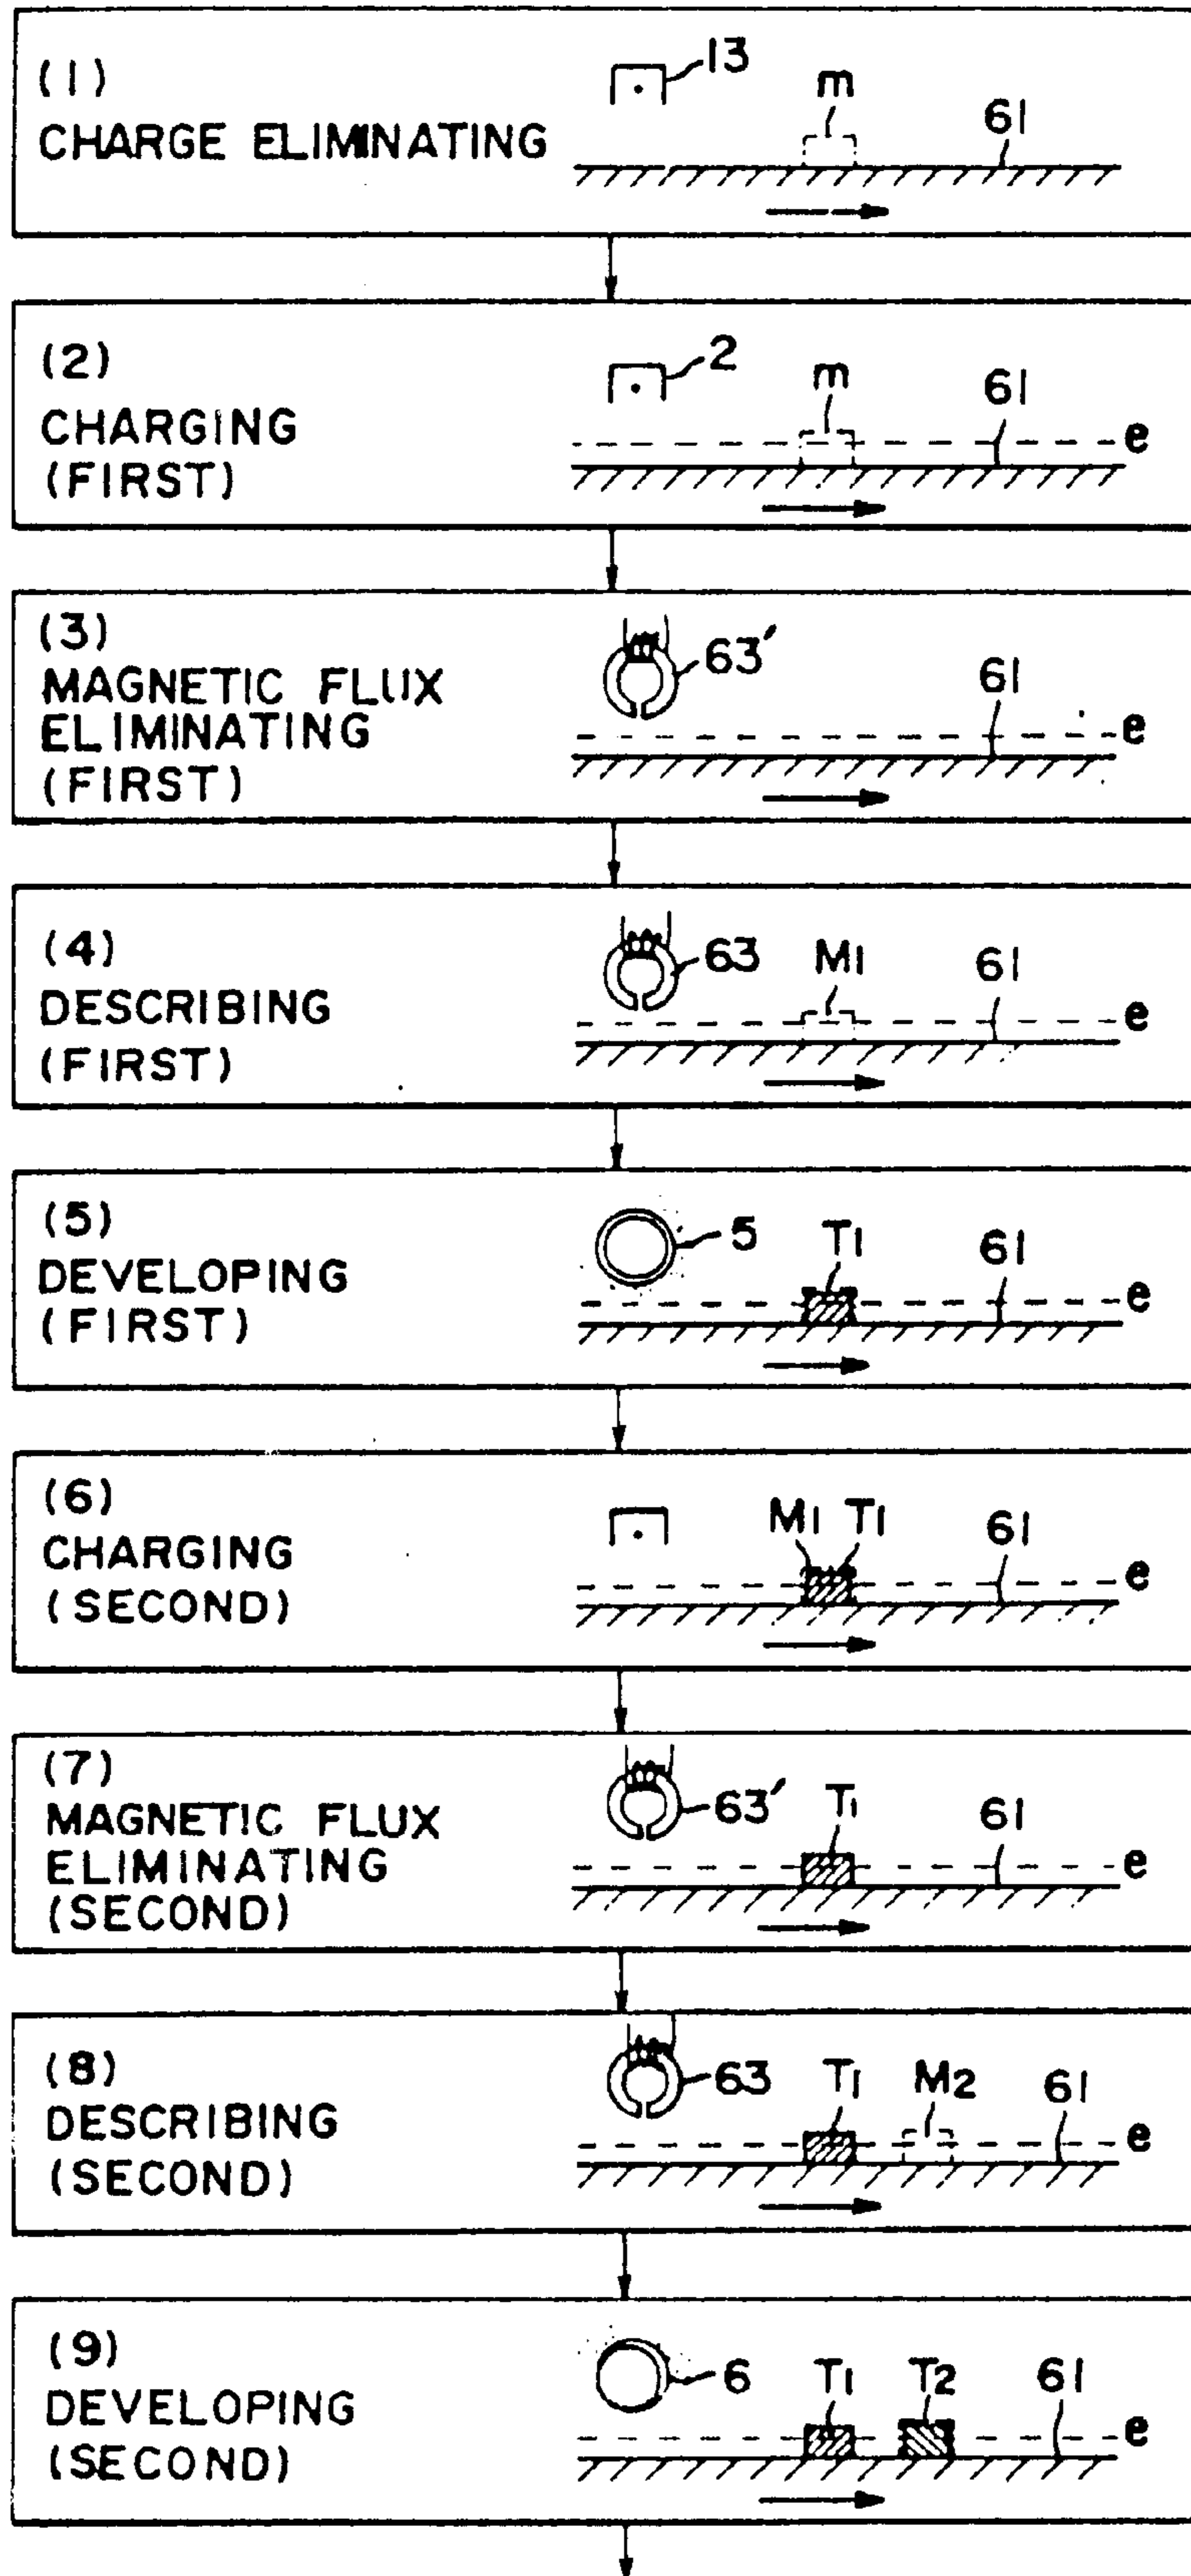 (1)
CHARGE ELIMINATING
13
m
61
(2)
CHARGING
(FIRST)
2
m
61
e
(3)
MAGNETIC FLUX
ELIMINATING
(FIRST)
63′
61
e
(4)
DESCRIBING
(FIRST)
63
M1
61
e
(5)
DEVELOPING
(FIRST)
5
T1
61
e
(6)
CHARGING
(SECOND)
M1 T1
61
e
(7)
MAGNETIC FLUX
ELIMINATING
(SECOND)
63′
T1
61
e
(8)
DESCRIBING
(SECOND)
63
T1
M2
61
e
(9)
DEVELOPING
(SECOND)
6
T1
T2
61
e